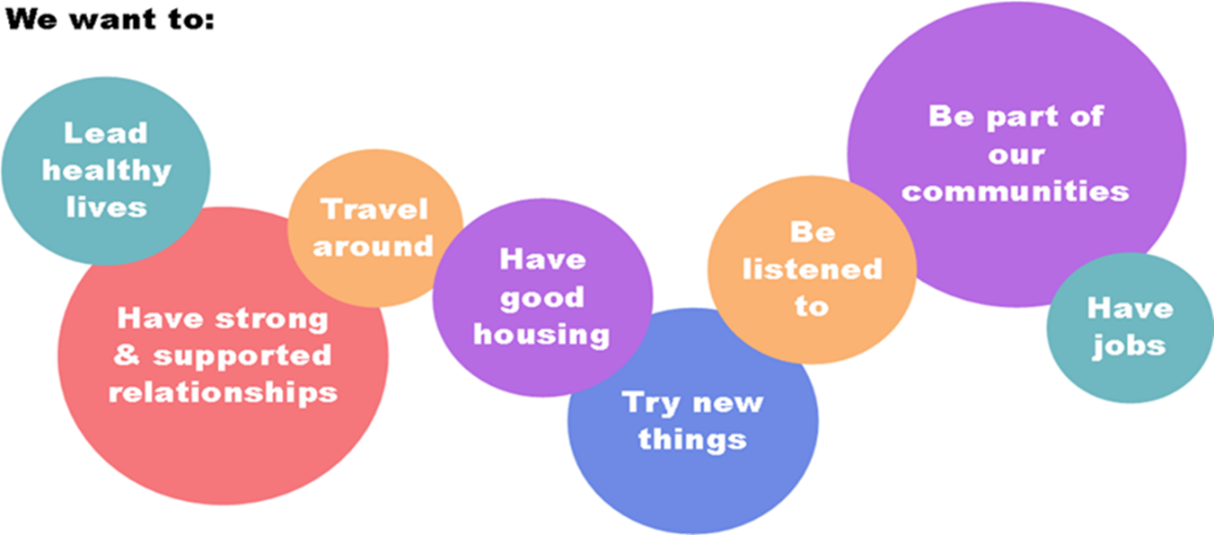 We want to:
Lead
healthy
lives
Have strong
& supported
relationships
Travel
around
Have
good
housing
Try new
things
Be
listened
to
Be part of
our
communities
Have
jobs